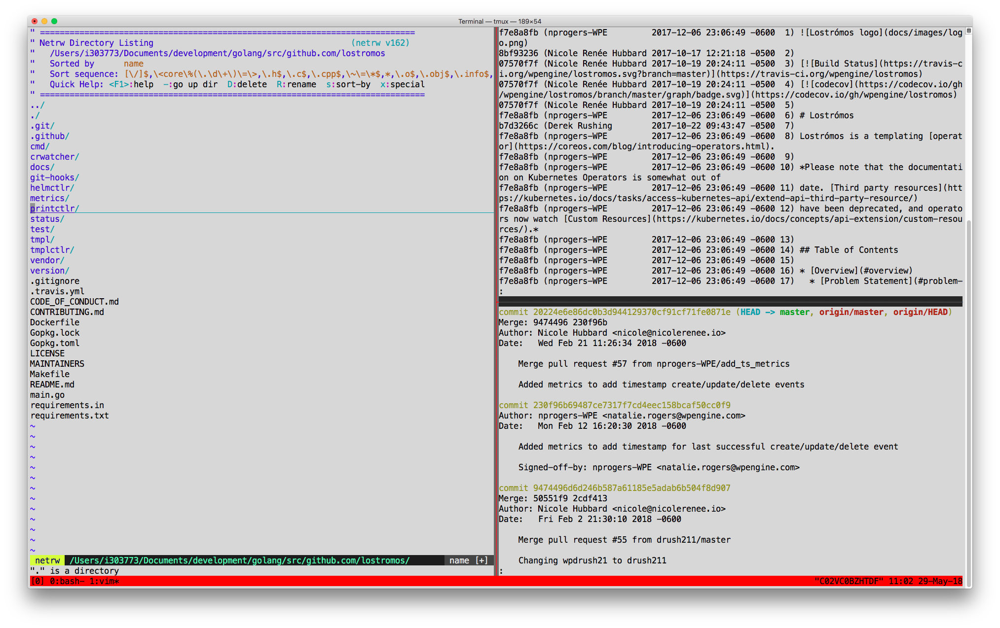 Terminal — tmux — 189×54
" ============================================================================
" Netrw Directory Listing                                        (netrw v162)
"   /Users/i303773/Documents/development/golang/src/github.com/lostromos
"   Sorted by      name
"   Sort sequence: [\/]$,\<core\%(\.\d\+\)\=\>,\.h$,\.c$,\.cpp$,\~\=\*$,*,\.o$,\.obj$,\.info$,
"   Quick Help: <F1>:help  -:go up dir  D:delete  R:rename  s:sort-by  x:special
" ==============================================================================
../
./
.git/
.github/
cmd/
crwatcher/
docs/
git-hooks/
helmctlr/
metrics/
printctlr/
status/
test/
tmpl/
tmplctlr/
vendor/
version/
.gitignore
.travis.yml
CODE_OF_CONDUCT.md
CONTRIBUTING.md
Dockerfile
Gopkg.lock
Gopkg.toml
LICENSE
MAINTAINERS
Makefile
README.md
main.go
requirements.in
requirements.txt
~
~
~
~
~
~
~
~
~
~
~
~
~
netrw  /Users/i303773/Documents/development/golang/src/github.com/lostromos/  name [+]
"." is a directory
f7e8a8fb (nprogers-WPE         2017-12-06 23:06:49 -0600  1) ![Lostrómos logo](docs/images/log
o.png)
8bf93236 (Nicole Renée Hubbard 2017-10-17 12:21:18 -0500  2)
07570f7f (Nicole Renée Hubbard 2017-10-19 20:24:11 -0500  3) [![Build Status](https://travis-c
i.org/wpengine/lostromos.svg?branch=master)](https://travis-ci.org/wpengine/lostromos)
07570f7f (Nicole Renée Hubbard 2017-10-19 20:24:11 -0500  4) [![codecov](https://codecov.io/gh
/wpengine/lostromos/branch/master/graph/badge.svg)](https://codecov.io/gh/wpengine/lostromos)
07570f7f (Nicole Renée Hubbard 2017-10-19 20:24:11 -0500  5)
f7e8a8fb (nprogers-WPE         2017-12-06 23:06:49 -0600  6) # Lostrómos
b7d3266c (Derek Rushing        2017-10-22 09:43:47 -0500  7)
f7e8a8fb (nprogers-WPE         2017-12-06 23:06:49 -0600  8) Lostrómos is a templating [operat
or](https://coreos.com/blog/introducing-operators.html).
f7e8a8fb (nprogers-WPE         2017-12-06 23:06:49 -0600  9)
f7e8a8fb (nprogers-WPE         2017-12-06 23:06:49 -0600 10) *Please note that the documentati
on on Kubernetes Operators is somewhat out of
f7e8a8fb (nprogers-WPE         2017-12-06 23:06:49 -0600 11) date. [Third party resources](htt
ps://kubernetes.io/docs/tasks/access-kubernetes-api/extend-api-third-party-resource/)
f7e8a8fb (nprogers-WPE         2017-12-06 23:06:49 -0600 12) have been deprecated, and operato
rs now watch [Custom Resources](https://kubernetes.io/docs/concepts/api-extension/custom-resou
rces/).*
f7e8a8fb (nprogers-WPE         2017-12-06 23:06:49 -0600 13)
f7e8a8fb (nprogers-WPE         2017-12-06 23:06:49 -0600 14) ## Table of Contents
f7e8a8fb (nprogers-WPE         2017-12-06 23:06:49 -0600 15)
f7e8a8fb (nprogers-WPE         2017-12-06 23:06:49 -0600 16) * [Overview](#overview)
f7e8a8fb (nprogers-WPE         2017-12-06 23:06:49 -0600 17)   * [Problem Statement](#problem-
:
commit 20224e6e86dc0b3d944129370cf91cf71fe0871e (HEAD -> master, origin/master, origin/HEAD)
Merge: 9474496 230f96b
Author: Nicole Hubbard <nicole@nicolerenee.io>
Date:   Wed Feb 21 11:26:34 2018 -0600
    Merge pull request #57 from nprogers-WPE/add_ts_metrics
    Added metrics to add timestamp create/update/delete events
commit 230f96b69487ce7317f7cd4eec158bcaf50cc0f9
Author: nprogers-WPE <natalie.rogers@wpengine.com>
Date:   Mon Feb 12 16:20:30 2018 -0600
    Added metrics to add timestamp for last successful create/update/delete event
    Signed-off-by: nprogers-WPE <natalie.rogers@wpengine.com>
commit 9474496d6d246b587a61185e5adab6b504f8d907
Merge: 50551f9 2cdf413
Author: Nicole Hubbard <nicole@nicolerenee.io>
Date:   Fri Feb 2 21:30:10 2018 -0600
    Merge pull request #55 from drush211/master
    Changing wpdrush21 to drush211
:
[0] 0:bash- 1:vim*    "C02VC0BZHTDF" 11:02 29-May-18